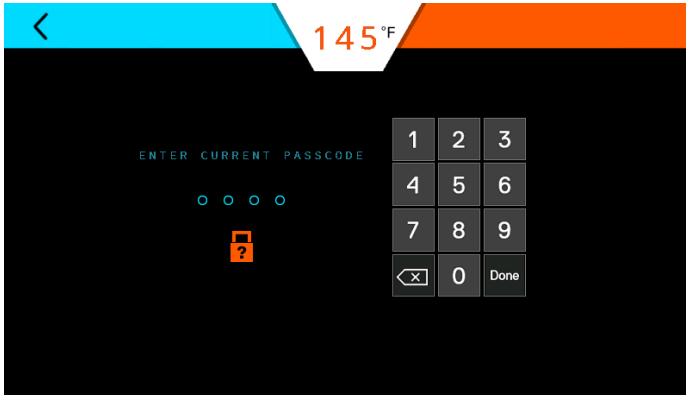 145°F
ENTER CURRENT PASSCODE
1 2 3
4 5 6
7 8 9
0 Done
?